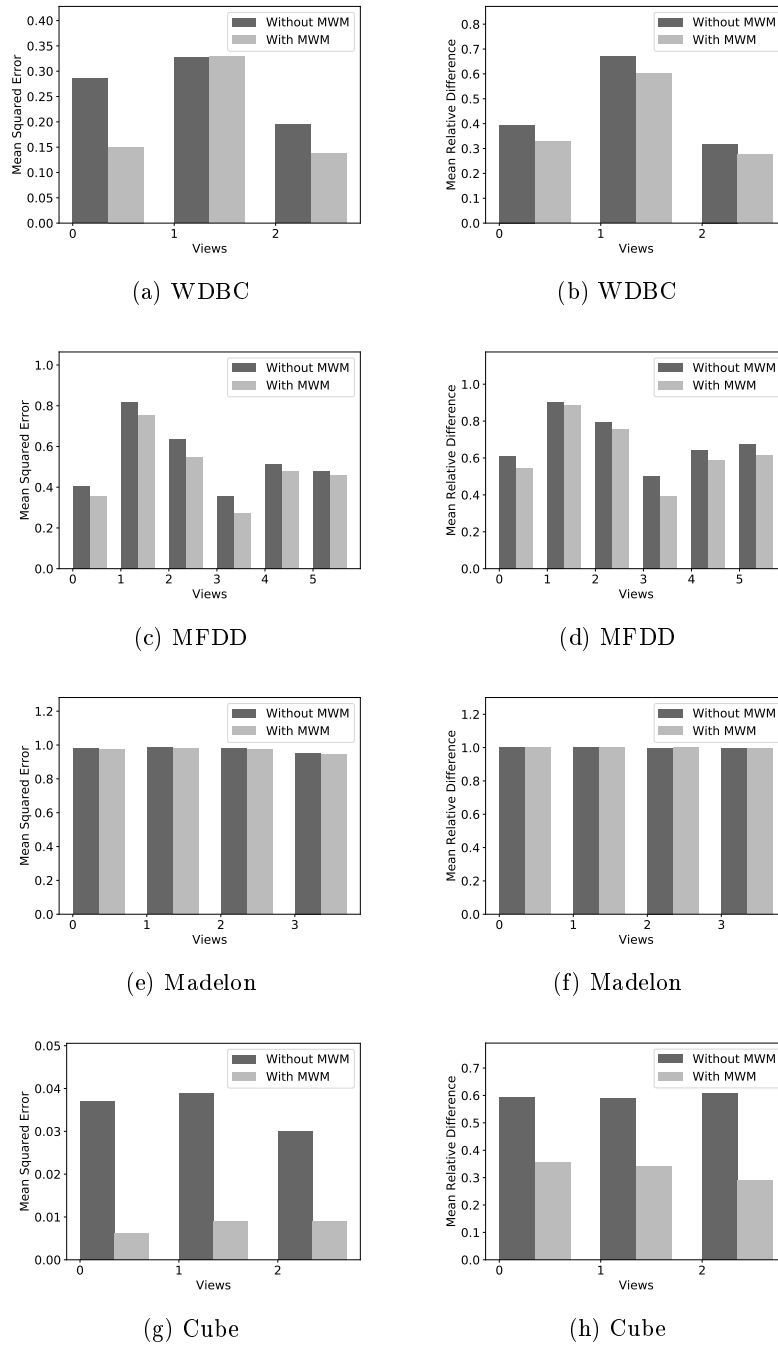 Mean Squared Error
0.40
0.35
0.30
0.25
0.20
0.15
0.10
0.05
0.00
Without MWM
With MWM
0 1 2
Views
(a) WDBC
Mean Relative Difference
0.8
0.7
0.6
0.5
0.4
0.3
0.2
0.1
0.0
Without MWM
With MWM
0 1 2
Views
(b) WDBC
Mean Squared Error
1.0
0.8
0.6
0.4
0.2
0.0
Without MWM
With MWM
0 1 2 3 4 5
Views
(c) MFDD
Mean Relative Difference
1.0
0.8
0.6
0.4
0.2
0.0
Without MWM
With MWM
0 1 2 3 4 5
Views
(d) MFDD
Mean Squared Error
1.2
1.0
0.8
0.6
0.4
0.2
0.0
Without MWM
With MWM
0 1 2 3
Views
(e) Madelon
Mean Relative Difference
1.2
1.0
0.8
0.6
0.4
0.2
0.0
Without MWM
With MWM
0 1 2 3
Views
(f) Madelon
Mean Squared Error
0.05
0.04
0.03
0.02
0.01
0.00
Without MWM
With MWM
0 1 2
Views
(g) Cube
Mean Relative Difference
0.7
0.6
0.5
0.4
0.3
0.2
0.1
0.0
Without MWM
With MWM
0 1 2
Views
(h) Cube